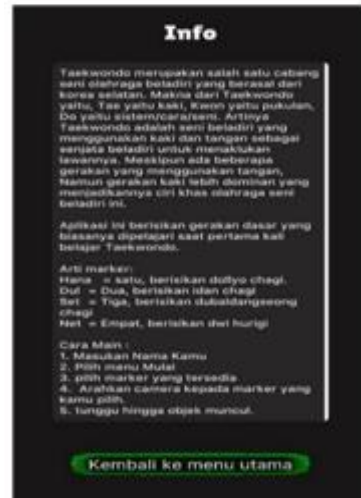 Info
Taekwondo merupakan salah satu cabang
seni olahraga beladiri yang berasal dari
korea selatan. Makna dari Taekwondo
yaitu, Tae yaitu kaki, Kwon yaitu pukulan,
Do yaitu sistem/cara/seni. Artinya
Taekwondo adalah seni beladiri yang
menggunakan kaki dan tangan sebagai
senjata beladiri untuk menaklukan
lawannya. Meskipun ada beberapa
gerakan yang menggunakan tangan,
Namun gerakan kaki lebih dominan yang
menjadikannya ciri khas olahraga seni
beladiri ini.
Aplikasi ini berisikan gerakan dasar yang
biasanya dipelajari saat pertama kali
belajar Taekwondo.
Arti marker:
Hana = satu, berisikan dollyo chagi.
Dul = Dua, berisikan idan chagi
Set = Tiga, berisikan dubaldangseong
chagi
Net = Empat, berisikan dwi hurigi
Cara Main :
1. Masukan Nama Kamu
2. Pilih menu Mulai
3. pilih marker yang tersedia
4. Arahkan camera kepada marker yang
kamu pilih.
5. tunggu hingga objek muncul.
Kembali ke menu utama